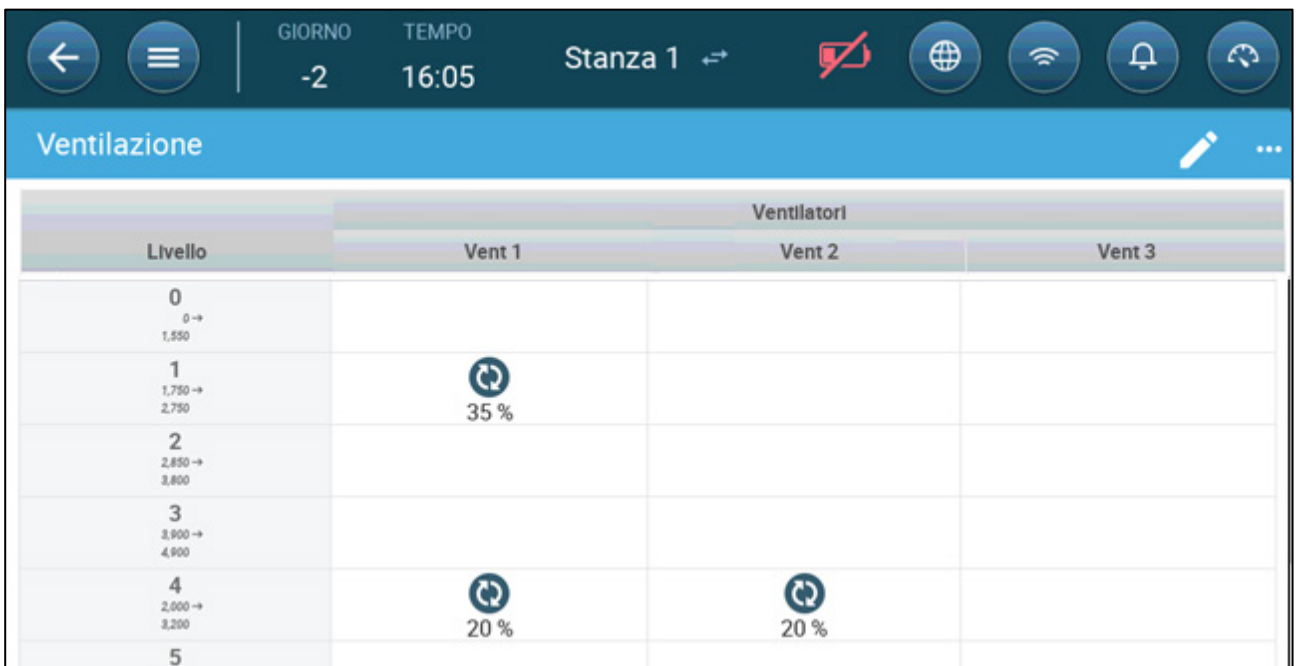 GIORNO TEMPO
-2 16:05 Stanza 1
Ventilazione
Ventilatori
Livello Vent 1 Vent 2 Vent 3
0
0→
1,550
1
1,750→
2,750
35 %
2
2,850→
3,800
3
3,900→
4,900
4
2,000→
3,200
20 % 20 %
5